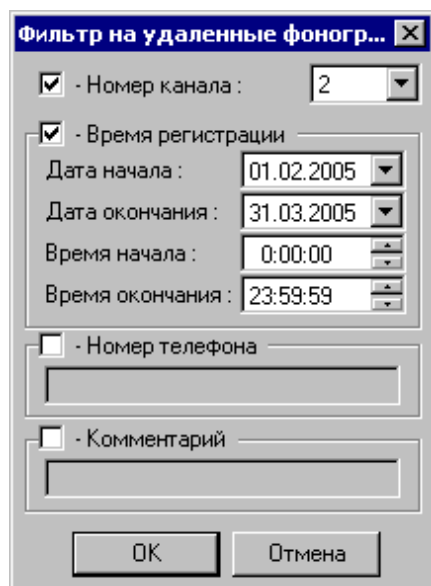 Фильтр на удаленные фоногр...
- Номер канала : 2
- Время регистрации
Дата начала : 01.02.2005
Дата окончания : 31.03.2005
Время начала : 0:00:00
Время окончания : 23:59:59
- Номер телефона
- Комментарий
OK Отмена